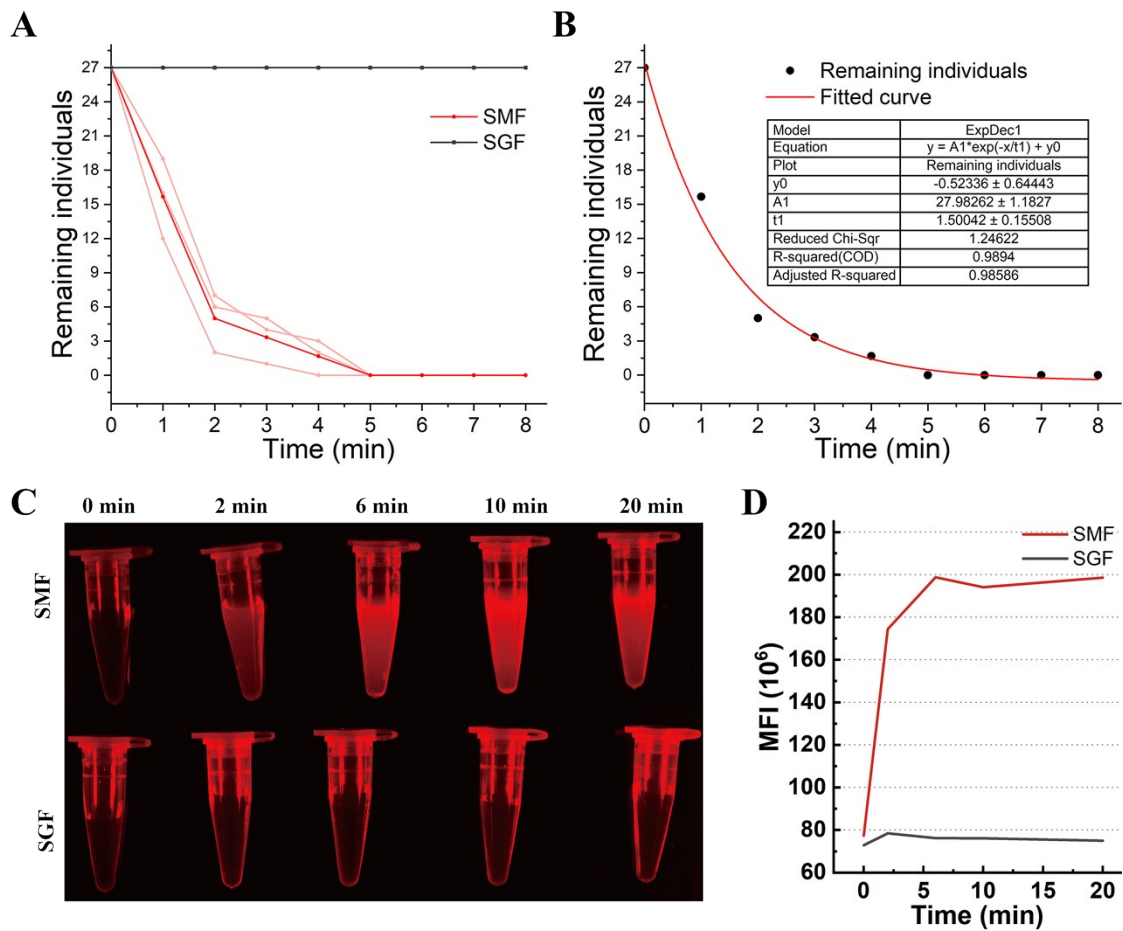 A
Remaining individuals
27
24
21
18
15
12
9
6
3
0
SMF
SGF
0 1 2 3 4 5 6 7 8
Time (min)
B
Remaining individuals
27
24
21
18
15
12
9
6
3
0
Remaining individuals
Fitted curve
Model ExpDec1
Equation y = A1*exp(-x/t1) + y0
Plot Remaining individuals
y0 -0.52336 ± 0.64443
A1 27.98262 ± 1.1827
t1 1.50042 ± 0.15508
Reduced Chi-Sqr 1.24622
R-squared(COD) 0.9894
Adjusted R-squared 0.98586
0 1 2 3 4 5 6 7 8
Time (min)
C
0 min 2 min 6 min 10 min 20 min
SMF
SGF
D
MFI (10⁶)
220
200
180
160
140
120
100
80
60
SMF
SGF
0 5 10 15 20
Time (min)